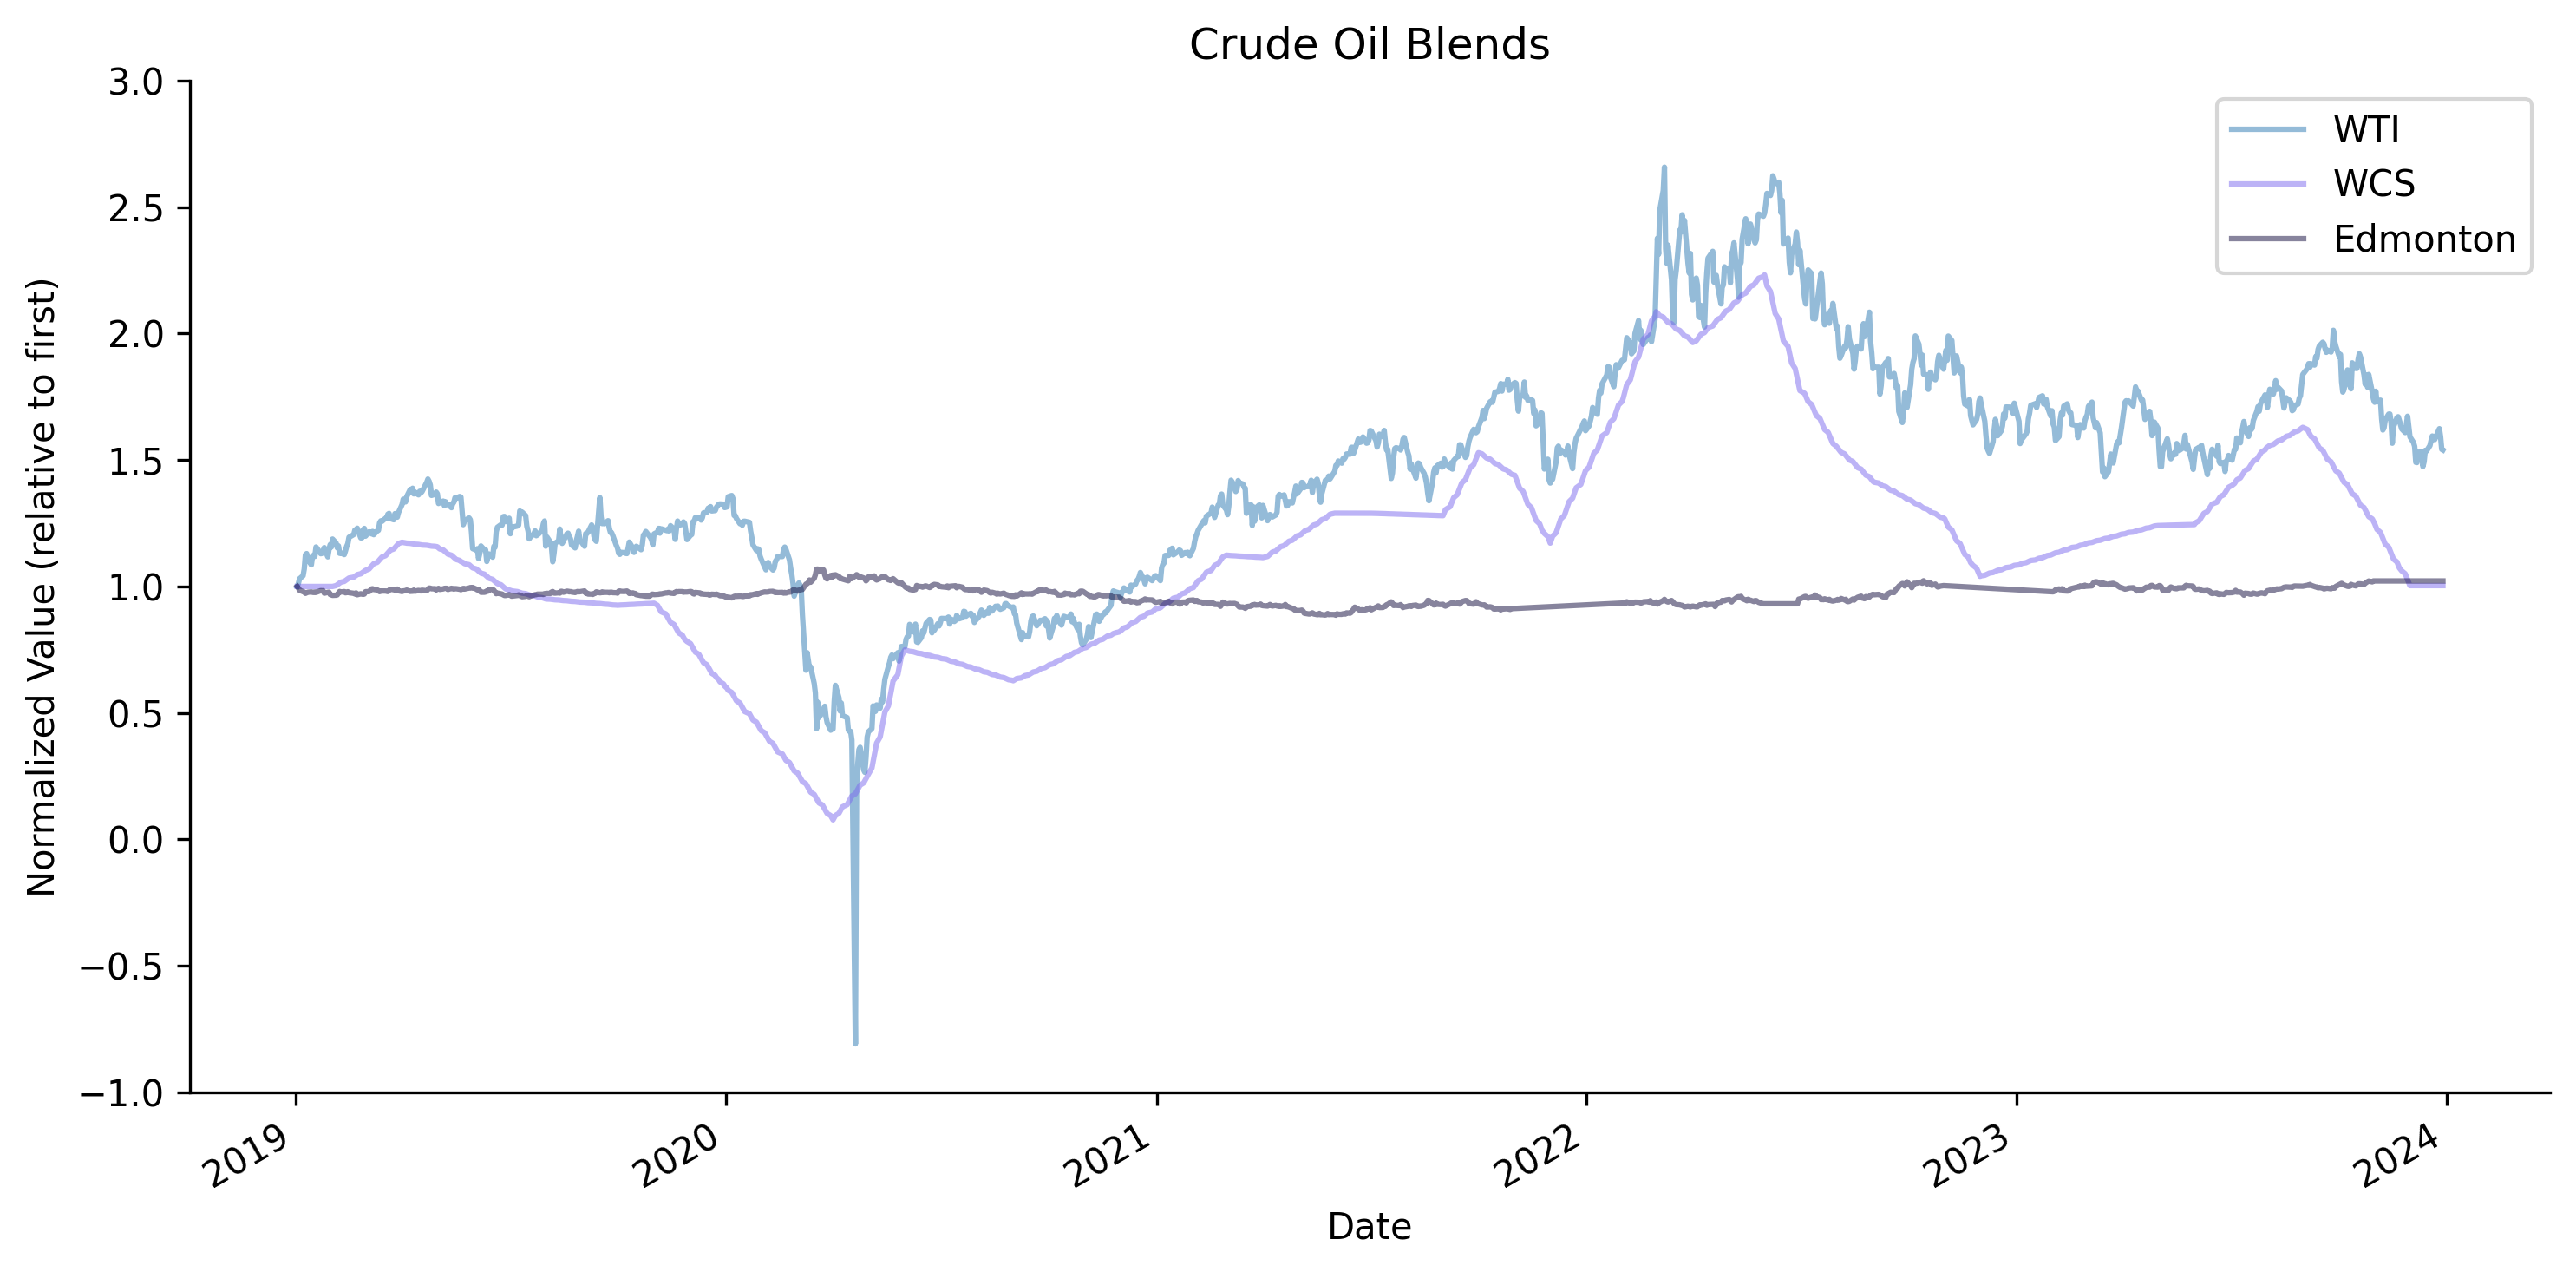 Crude Oil Blends
3.0
2.5
2.0
1.5
1.0
0.5
0.0
−0.5
−1.0
Normalized Value (relative to first)
WTI
WCS
Edmonton
2019
2020
2021
2022
2023
2024
Date